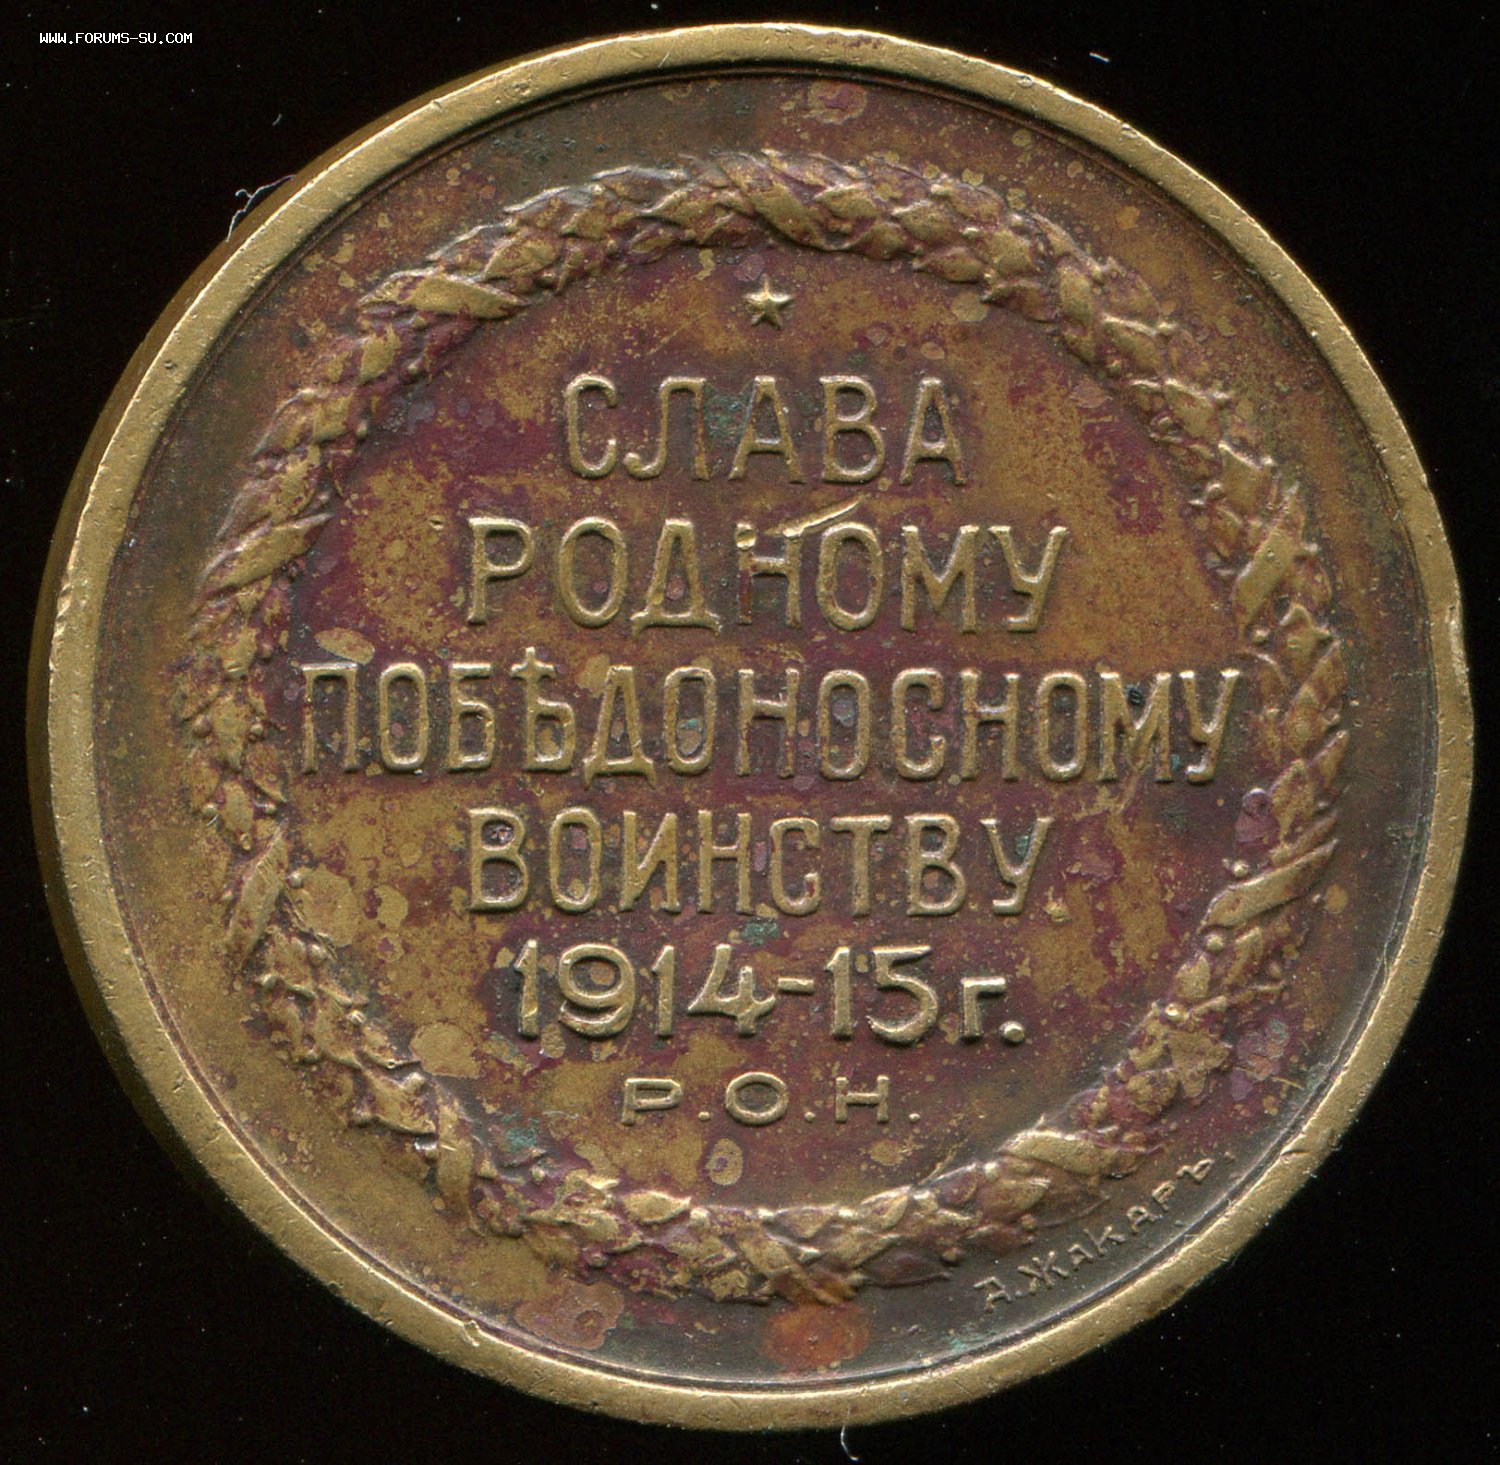 WWW.FORUMS-SU.COM
СЛАВА
РОДНОМУ
ПОБѢДОНОСНОМУ
ВОИНСТВУ
1914-15г.
Р.О.Н.
А.ЖАКАРЪ.